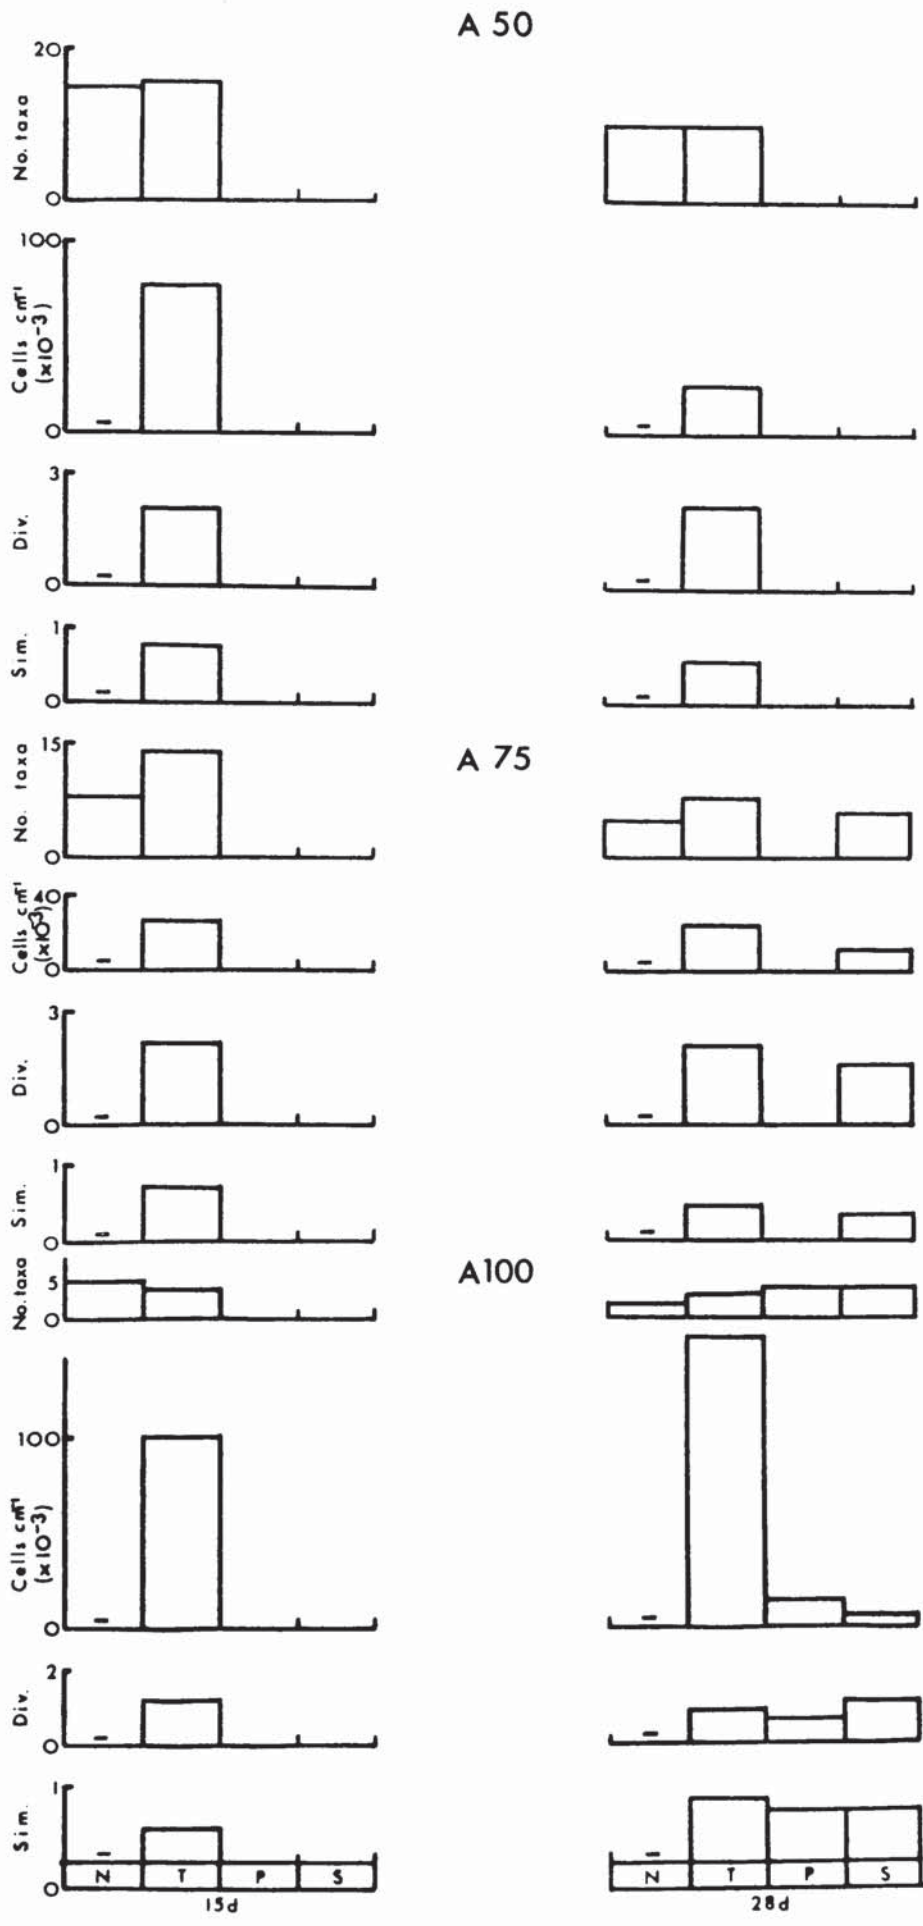 A 50
20
No. taxa
0
100
Cells cm⁻¹
(x10⁻³)
0
3
Div.
0
1
Sim.
0
A 75
15
No. taxa
0
40
Cells cm⁻¹
(x10⁻³)
0
3
Div.
0
1
Sim.
0
A100
5
No. taxa
0
100
Cells cm⁻¹
(x10⁻³)
0
2
Div.
0
1
Sim.
0
N T P S N T P S
15d 28d